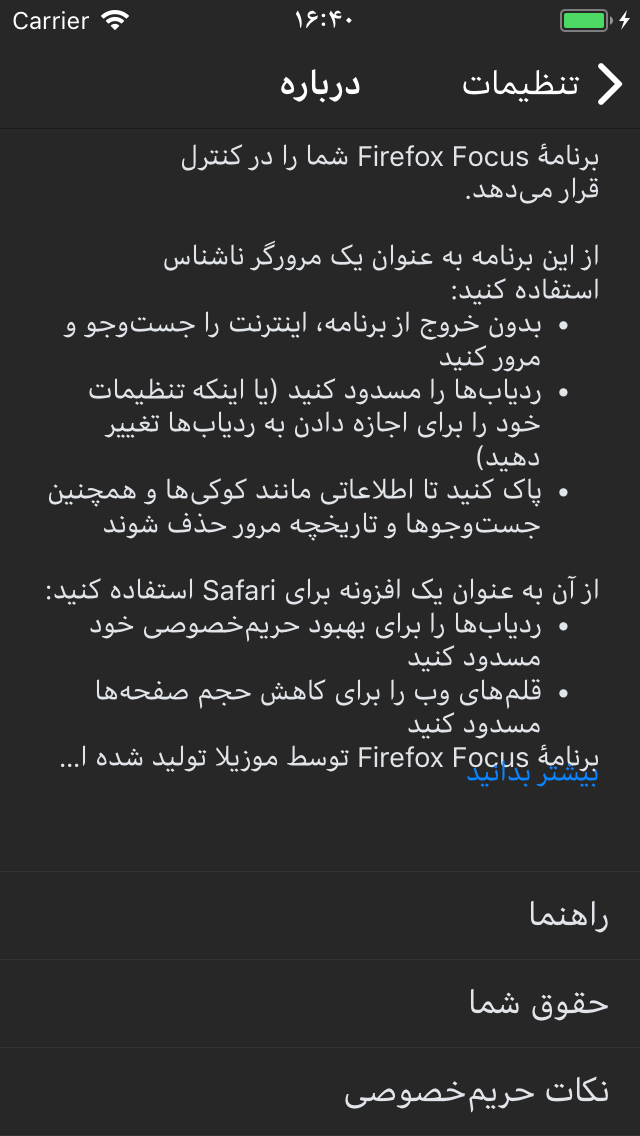 Carrier ۱۶:۴۰
تنظیمات درباره
برنامهٔ Firefox Focus شما را در کنترل
قرار می‌دهد.
از این برنامه به عنوان یک مرورگر ناشناس
استفاده کنید:
• بدون خروج از برنامه، اینترنت را جست‌وجو و
مرور کنید
• ردیاب‌ها را مسدود کنید (یا اینکه تنظیمات
خود را برای اجازه دادن به ردیاب‌ها تغییر
دهید)
• پاک کنید تا اطلاعاتی مانند کوکی‌ها و همچنین
جست‌وجوها و تاریخچه مرور حذف شوند
از آن به عنوان یک افزونه برای Safari استفاده کنید:
• ردیاب‌ها را برای بهبود حریم‌خصوصی خود
مسدود کنید
• قلم‌های وب را برای کاهش حجم صفحه‌ها
مسدود کنید
برنامهٔ Firefox Focus توسط موزیلا تولید شده ا...
بیشتر بدانید
راهنما
حقوق شما
نکات حریم‌خصوصی